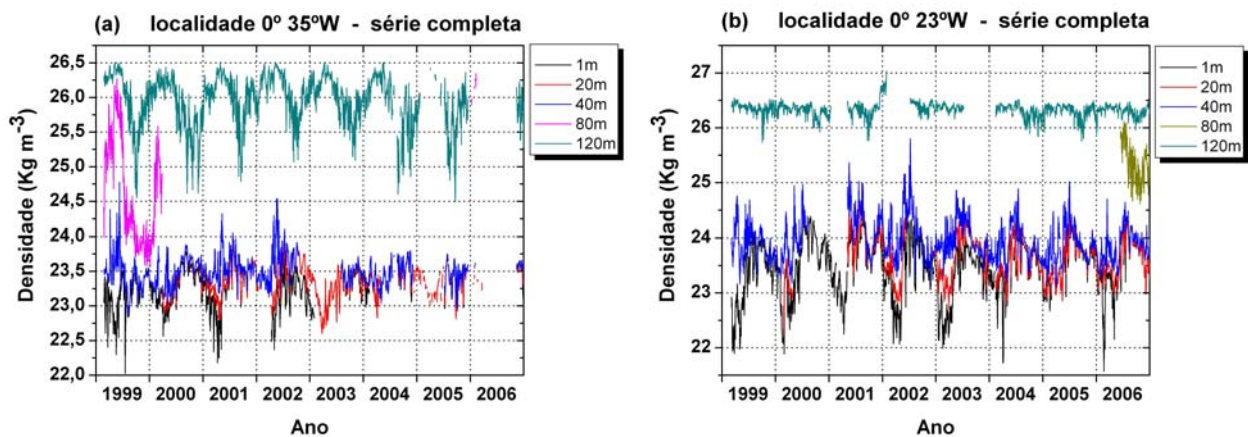 (a) localidade 0º 35ºW - série completa
Densidade (Kg m-3)
26,5
26,0
25,5
25,0
24,5
24,0
23,5
23,0
22,5
22,0
1999 2000 2001 2002 2003 2004 2005 2006
Ano
1m
20m
40m
80m
120m
(b) localidade 0º 23ºW - série completa
Densidade (Kg m-3)
27
26
25
24
23
22
1999 2000 2001 2002 2003 2004 2005 2006
Ano
1m
20m
40m
80m
120m